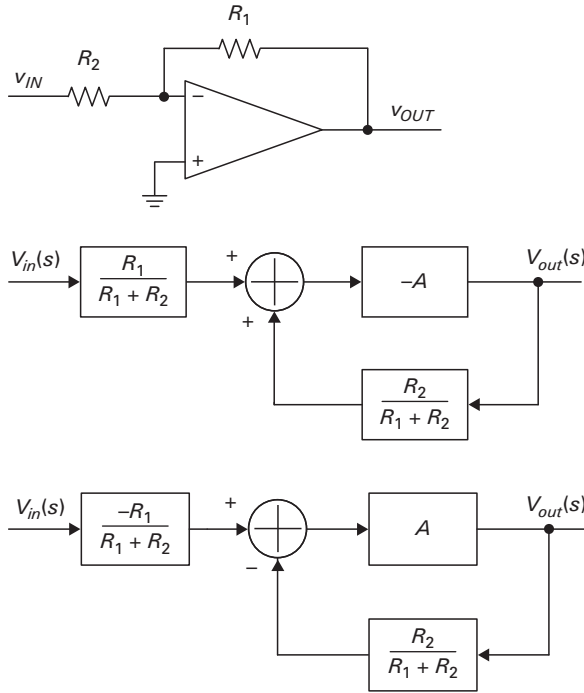 R1
R2
vIN
−
+
vOUT
Vin(s)
R1
R1 + R2
+
+
−A
Vout(s)
R2
R1 + R2
Vin(s)
−R1
R1 + R2
+
−
A
Vout(s)
R2
R1 + R2